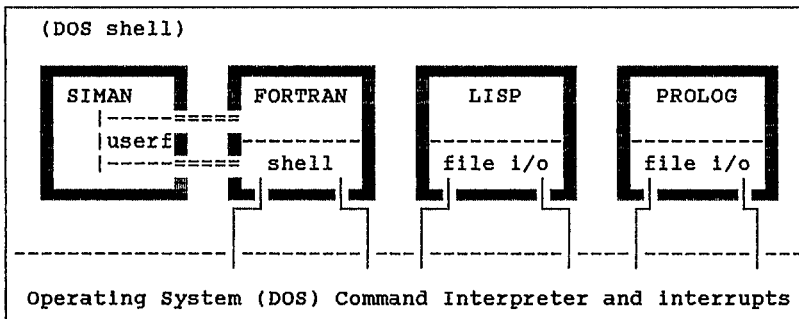 (DOS shell)
SIMAN FORTRAN LISP PROLOG
userf
shell file i/o file i/o
Operating System (DOS) Command Interpreter and interrupts